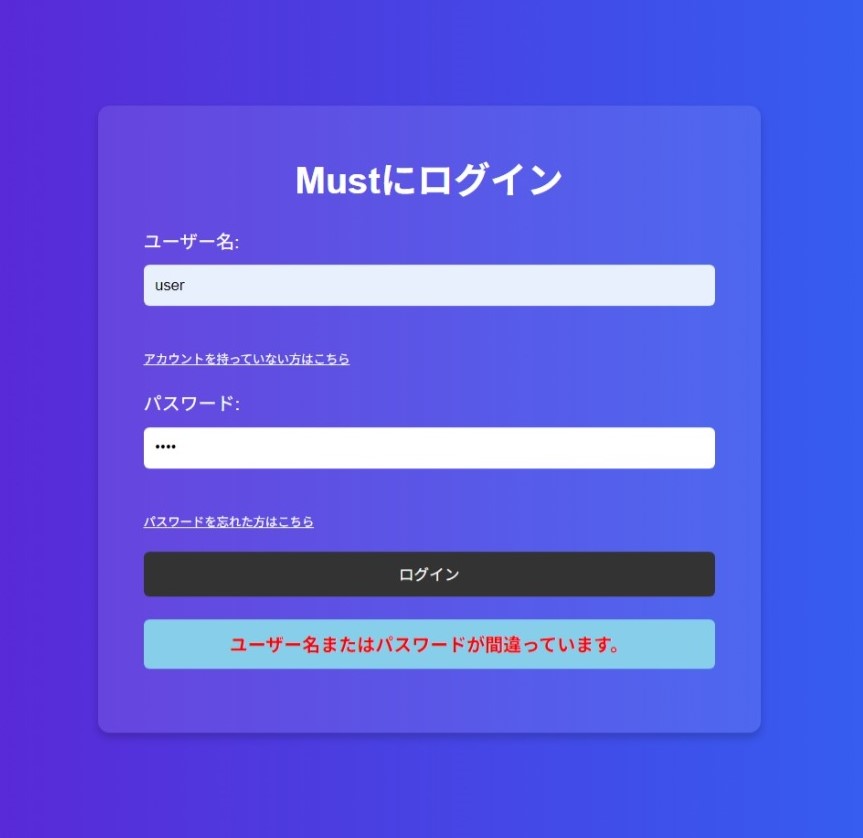 Mustにログイン
ユーザー名:
user
アカウントを持っていない方はこちら
パスワード:
••••
パスワードを忘れた方はこちら
ログイン
ユーザー名またはパスワードが間違っています。